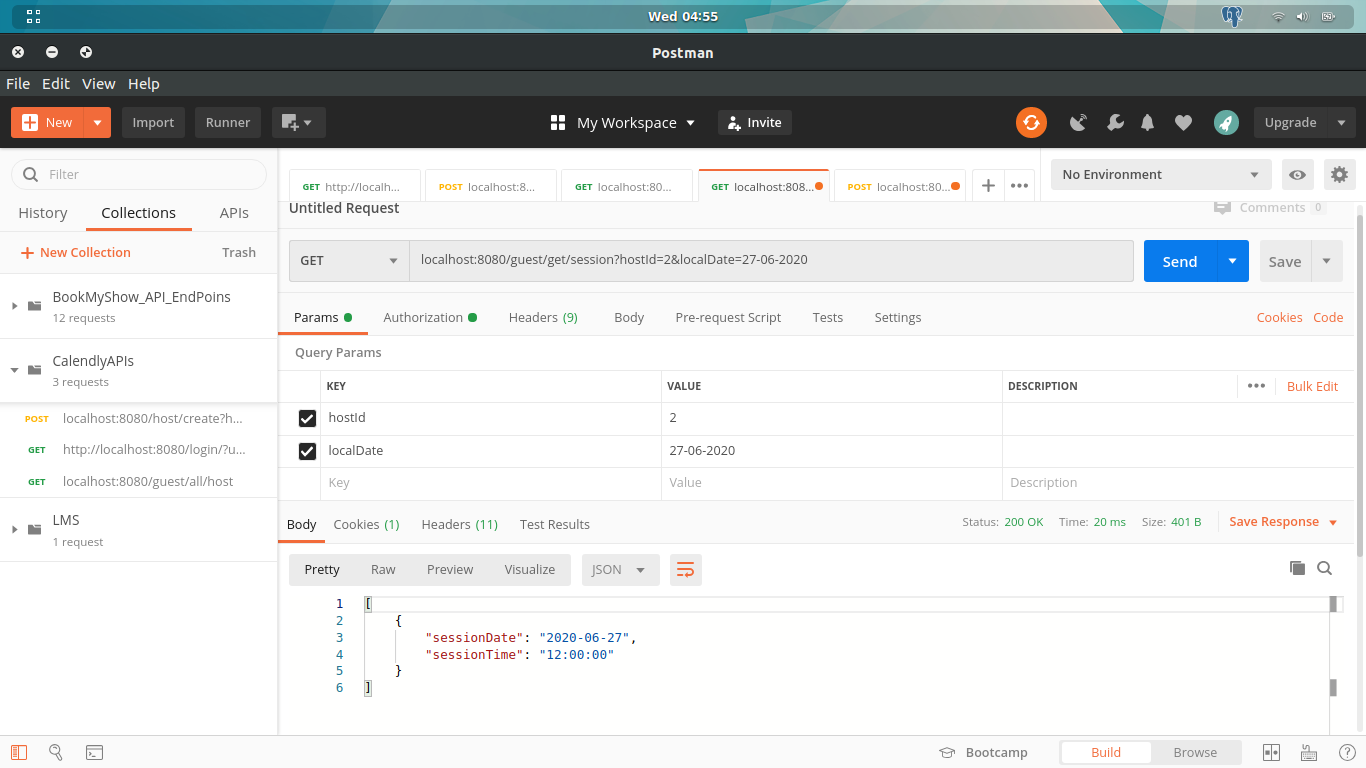 Wed 04:55
Postman
File Edit View Help
New Import Runner My Workspace Invite Upgrade
Filter
History Collections APIs
New Collection Trash
BookMyShow_API_EndPoins
12 requests
CalendlyAPIs
3 requests
POST localhost:8080/host/create?h...
GET http://localhost:8080/login/?u...
GET localhost:8080/guest/all/host
LMS
1 request
GET http://localh... POST localhost:8... GET localhost:80... GET localhost:808... POST localhost:80... No Environment
Untitled Request Comments 0
GET localhost:8080/guest/get/session?hostId=2&localDate=27-06-2020 Send Save
Params Authorization Headers (9) Body Pre-request Script Tests Settings Cookies Code
Query Params
KEY VALUE DESCRIPTION Bulk Edit
hostId 2
localDate 27-06-2020
Key Value Description
Body Cookies (1) Headers (11) Test Results Status: 200 OK Time: 20 ms Size: 401 B Save Response
Pretty Raw Preview Visualize JSON
1 [
2 {
3 "sessionDate": "2020-06-27",
4 "sessionTime": "12:00:00"
5 }
6 ]
Bootcamp Build Browse